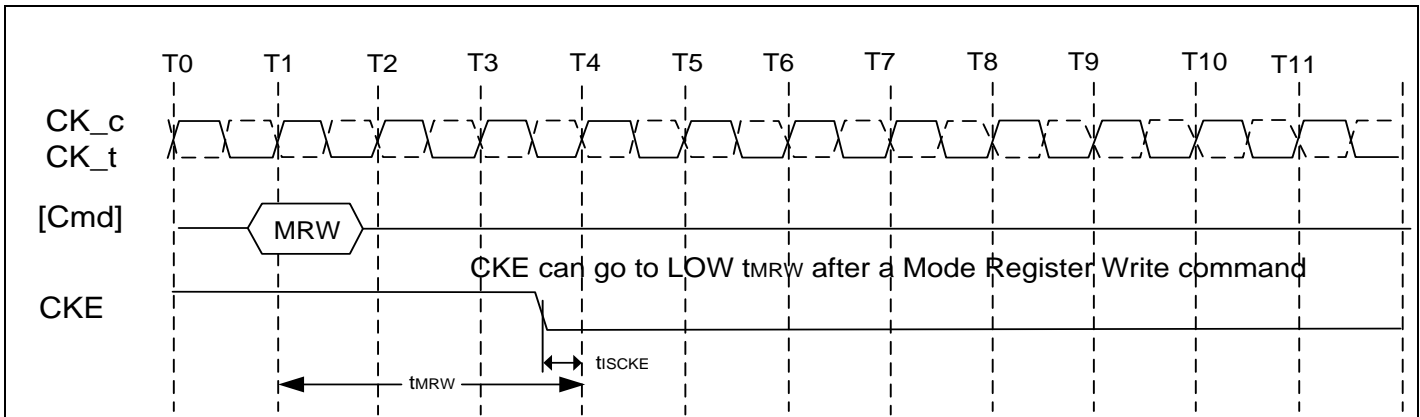 T0 T1 T2 T3 T4 T5 T6 T7 T8 T9 T10 T11
CK_c
CK_t
[Cmd]
MRW
CKE can go to LOW tMRW after a Mode Register Write command
CKE
tISCKE
tMRW